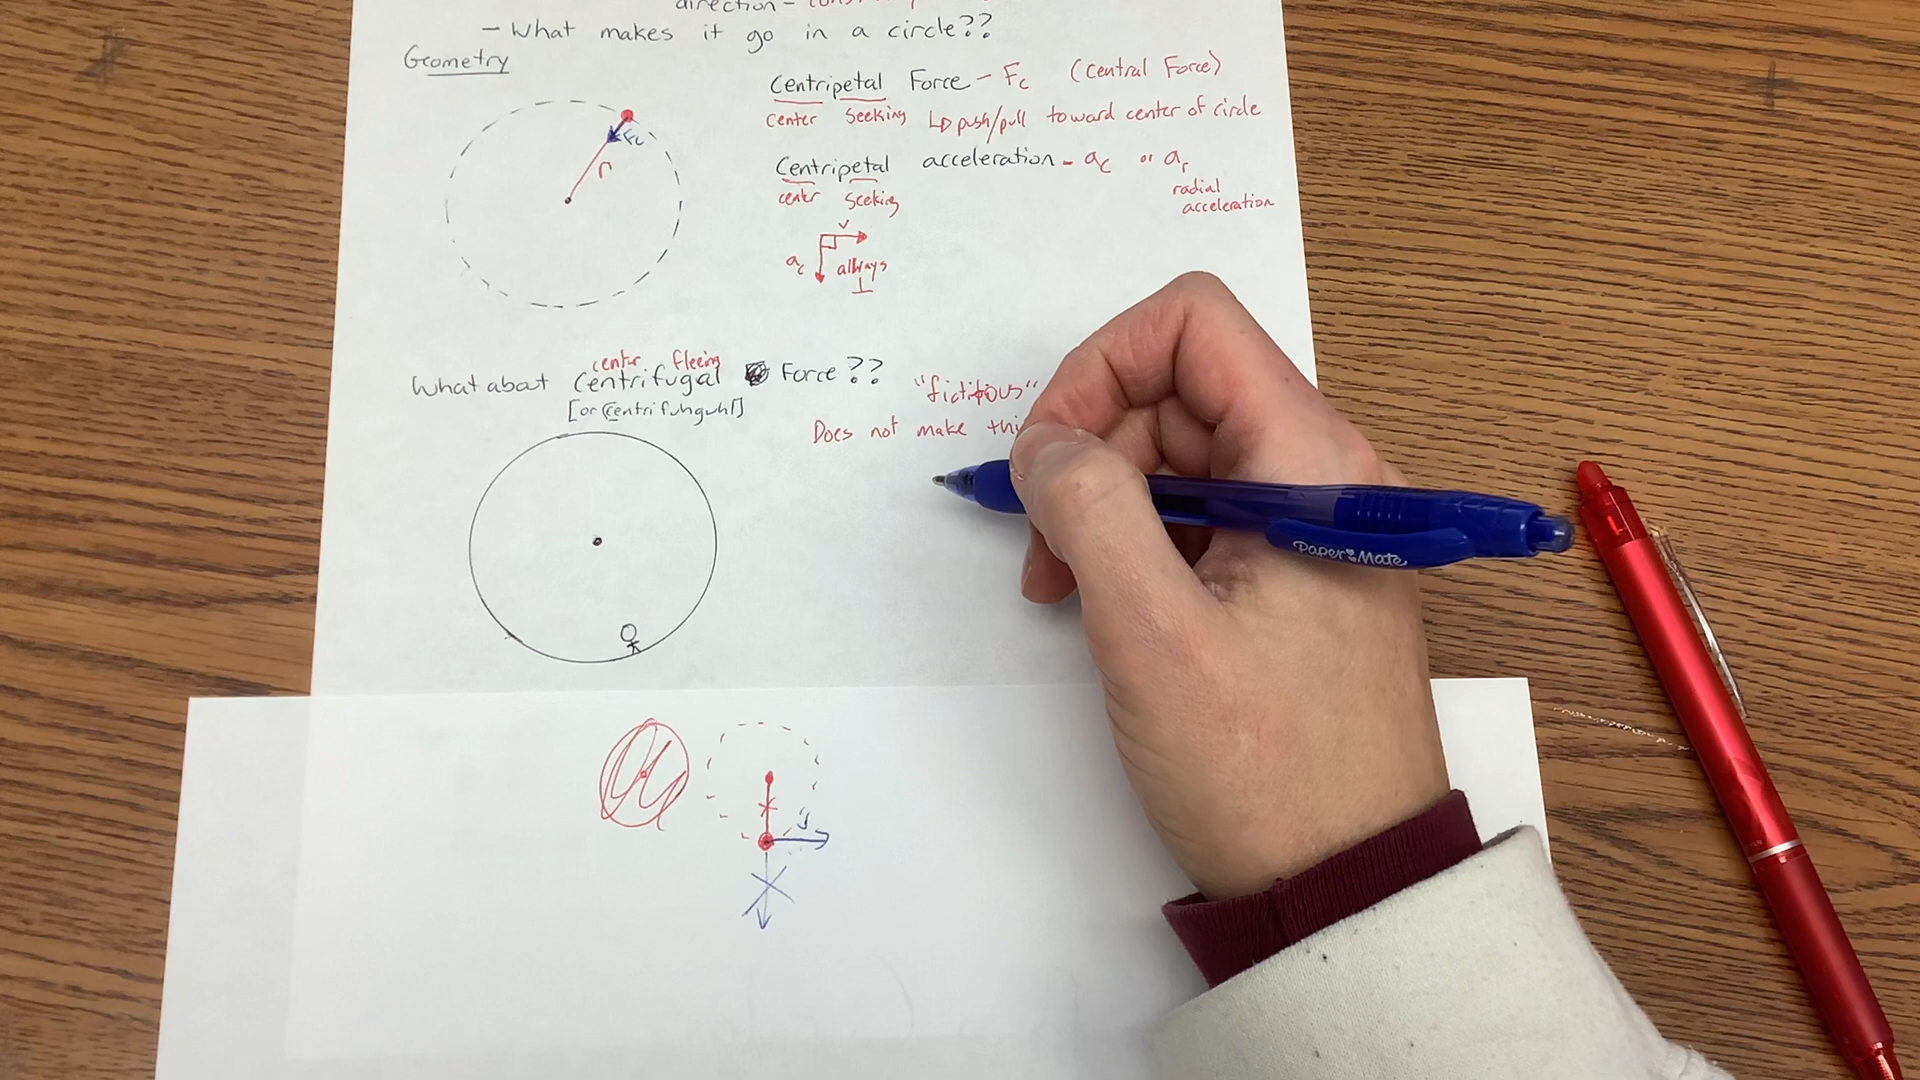 direction -
- What makes it go in a circle??
Geometry
Centripetal Force - Fc (Central Force)
center seeking ↳ push/pull toward center of circle
Fc
r
Centripetal acceleration - ac or ar
center seeking
radial
acceleration
v
ac always
⊥
center fleeing
What about Centrifugal Force?? "fictitious"
[or Centrifuhguhl]
Does not make thi
Paper Mate
v